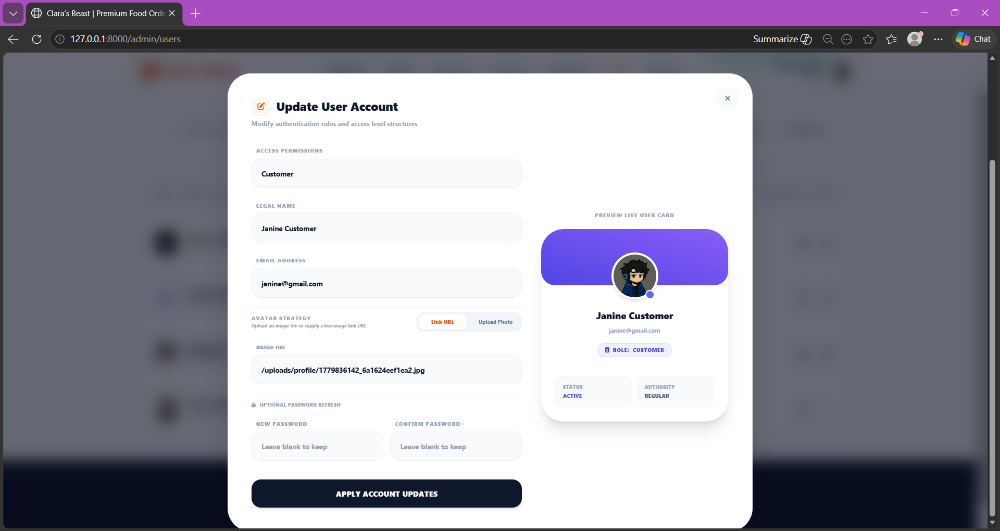 Clara's Beast | Premium Food Orde
127.0.0.1:8000/admin/users
Summarize
Chat
Update User Account
Modify authentication rules and access level structures
ACCESS PERMISSIONS
Customer
LEGAL NAME
Janine Customer
EMAIL ADDRESS
janine@gmail.com
AVATAR STRATEGY
Upload an image file or supply a live image link URL
Link URL
Upload Photo
IMAGE URL
/uploads/profile/1779836142_6a1624eef1ea2.jpg
OPTIONAL PASSWORD REFRESH
NEW PASSWORD
CONFIRM PASSWORD
Leave blank to keep
Leave blank to keep
APPLY ACCOUNT UPDATES
PREVIEW LIVE USER CARD
Janine Customer
janine@gmail.com
ROLE: CUSTOMER
STATUS
ACTIVE
AUTHORITY
REGULAR